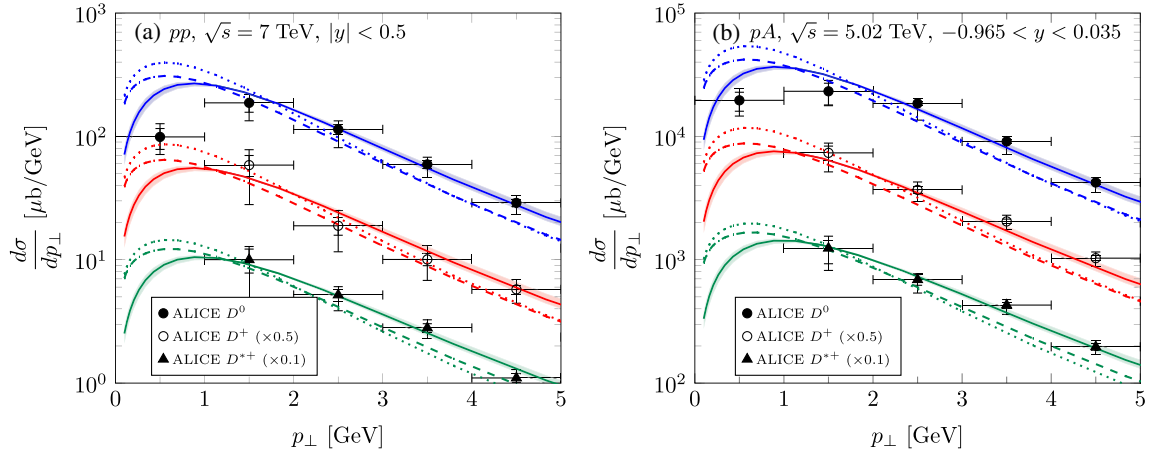 (a) pp, √s = 7 TeV, |y| < 0.5
10³
10²
10¹
10⁰
dσ/dp⊥ [μb/GeV]
ALICE D⁰
ALICE D⁺ (×0.5)
ALICE D*⁺ (×0.1)
0 1 2 3 4 5
p⊥ [GeV]
(b) pA, √s = 5.02 TeV, −0.965 < y < 0.035
10⁵
10⁴
10³
10²
dσ/dp⊥ [μb/GeV]
ALICE D⁰
ALICE D⁺ (×0.5)
ALICE D*⁺ (×0.1)
0 1 2 3 4 5
p⊥ [GeV]